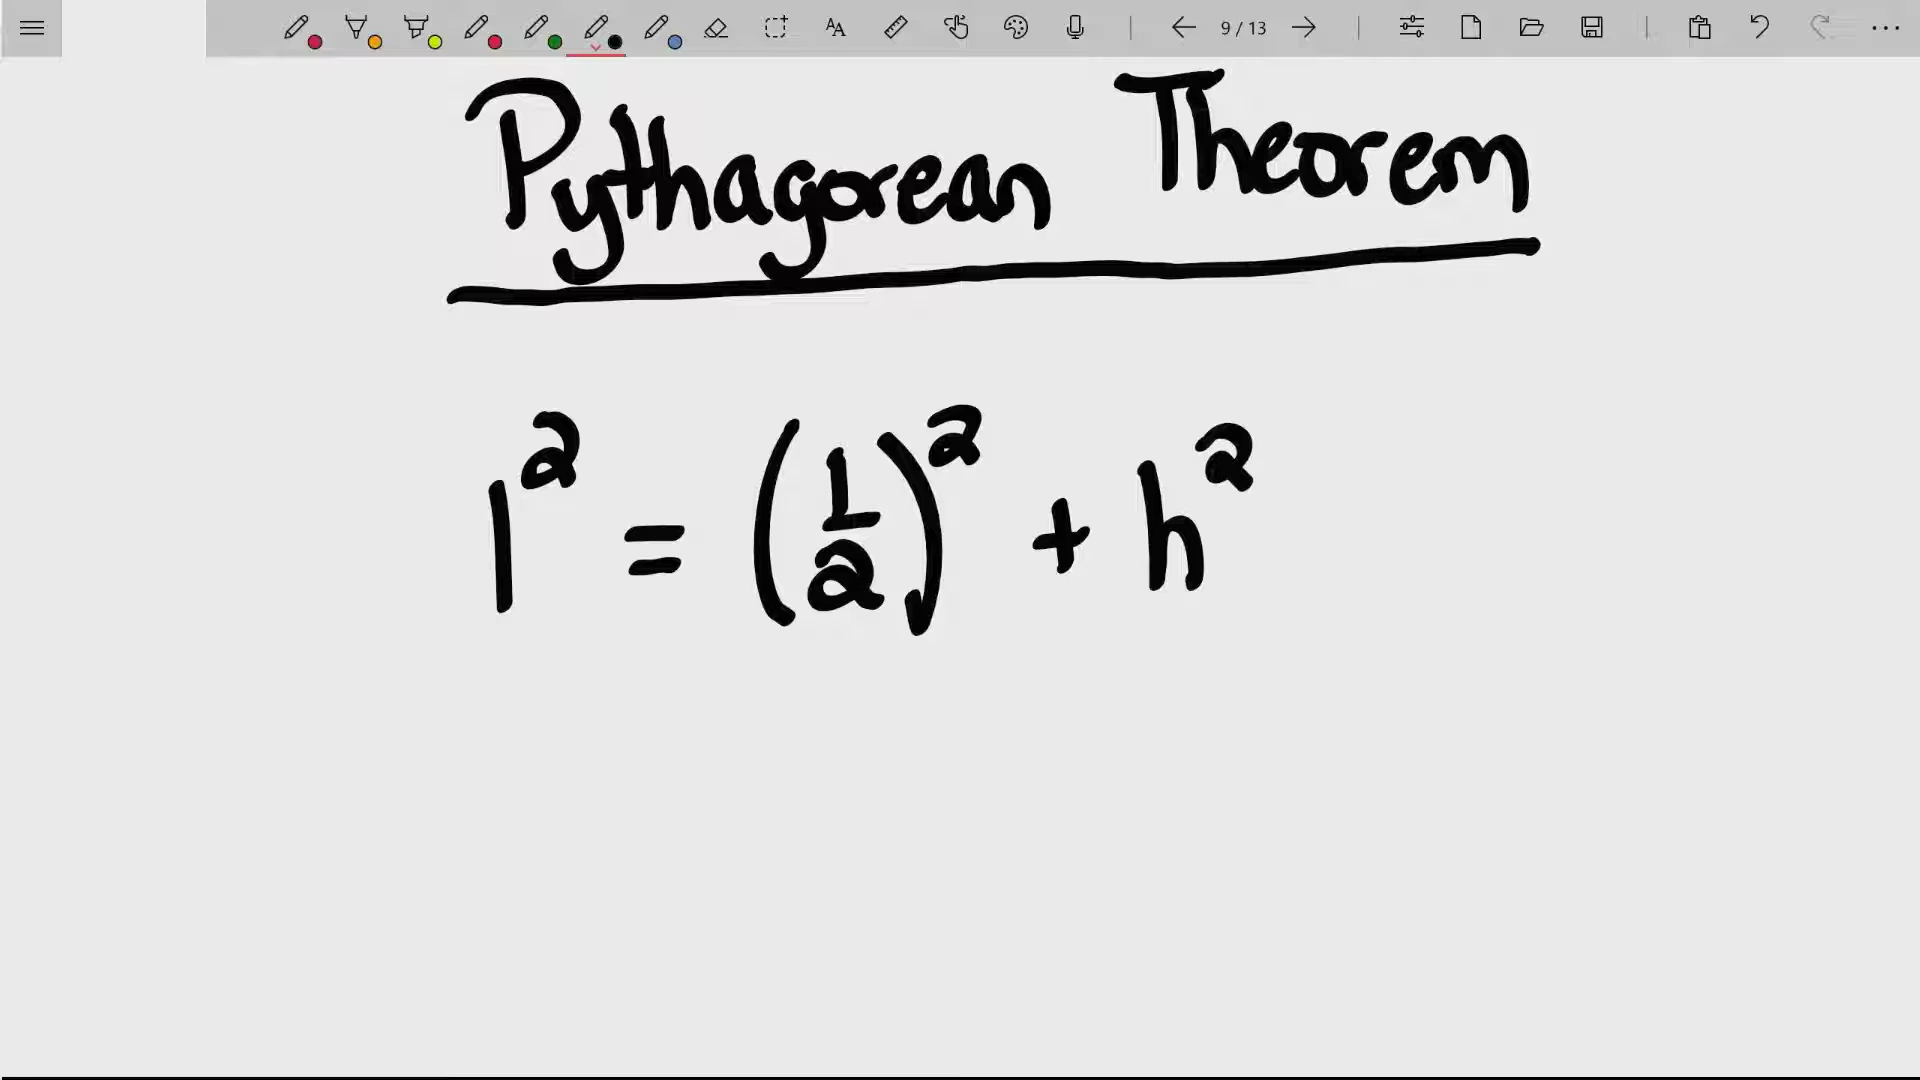 9 / 13
Pythagorean Theorem
1² = (1/2)² + h²